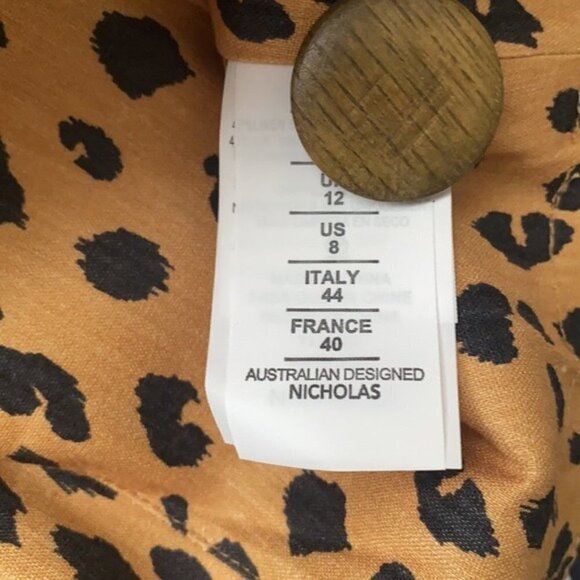 12
US
8
ITALY
44
FRANCE
40
AUSTRALIAN DESIGNED
NICHOLAS